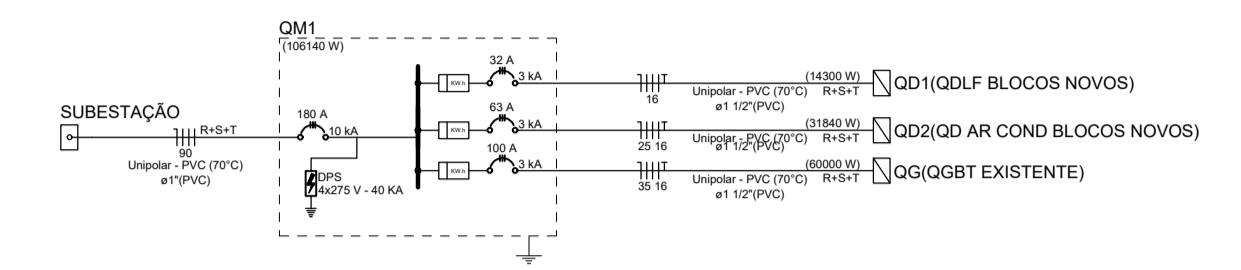 QM1
(106140 W)
SUBESTAÇÃO
R+S+T
90
Unipolar - PVC (70°C)
ø1"(PVC)
180 A
10 kA
DPS
4x275 V - 40 KA
KW.h
32 A
3 kA
16
Unipolar - PVC (70°C)
ø1 1/2"(PVC)
(14300 W)
R+S+T
QD1(QDLF BLOCOS NOVOS)
KW.h
63 A
3 kA
25 16
Unipolar - PVC (70°C)
ø1 1/2"(PVC)
(31840 W)
R+S+T
QD2(QD AR COND BLOCOS NOVOS)
KW.h
100 A
3 kA
35 16
Unipolar - PVC (70°C)
ø1 1/2"(PVC)
(60000 W)
R+S+T
QG(QGBT EXISTENTE)